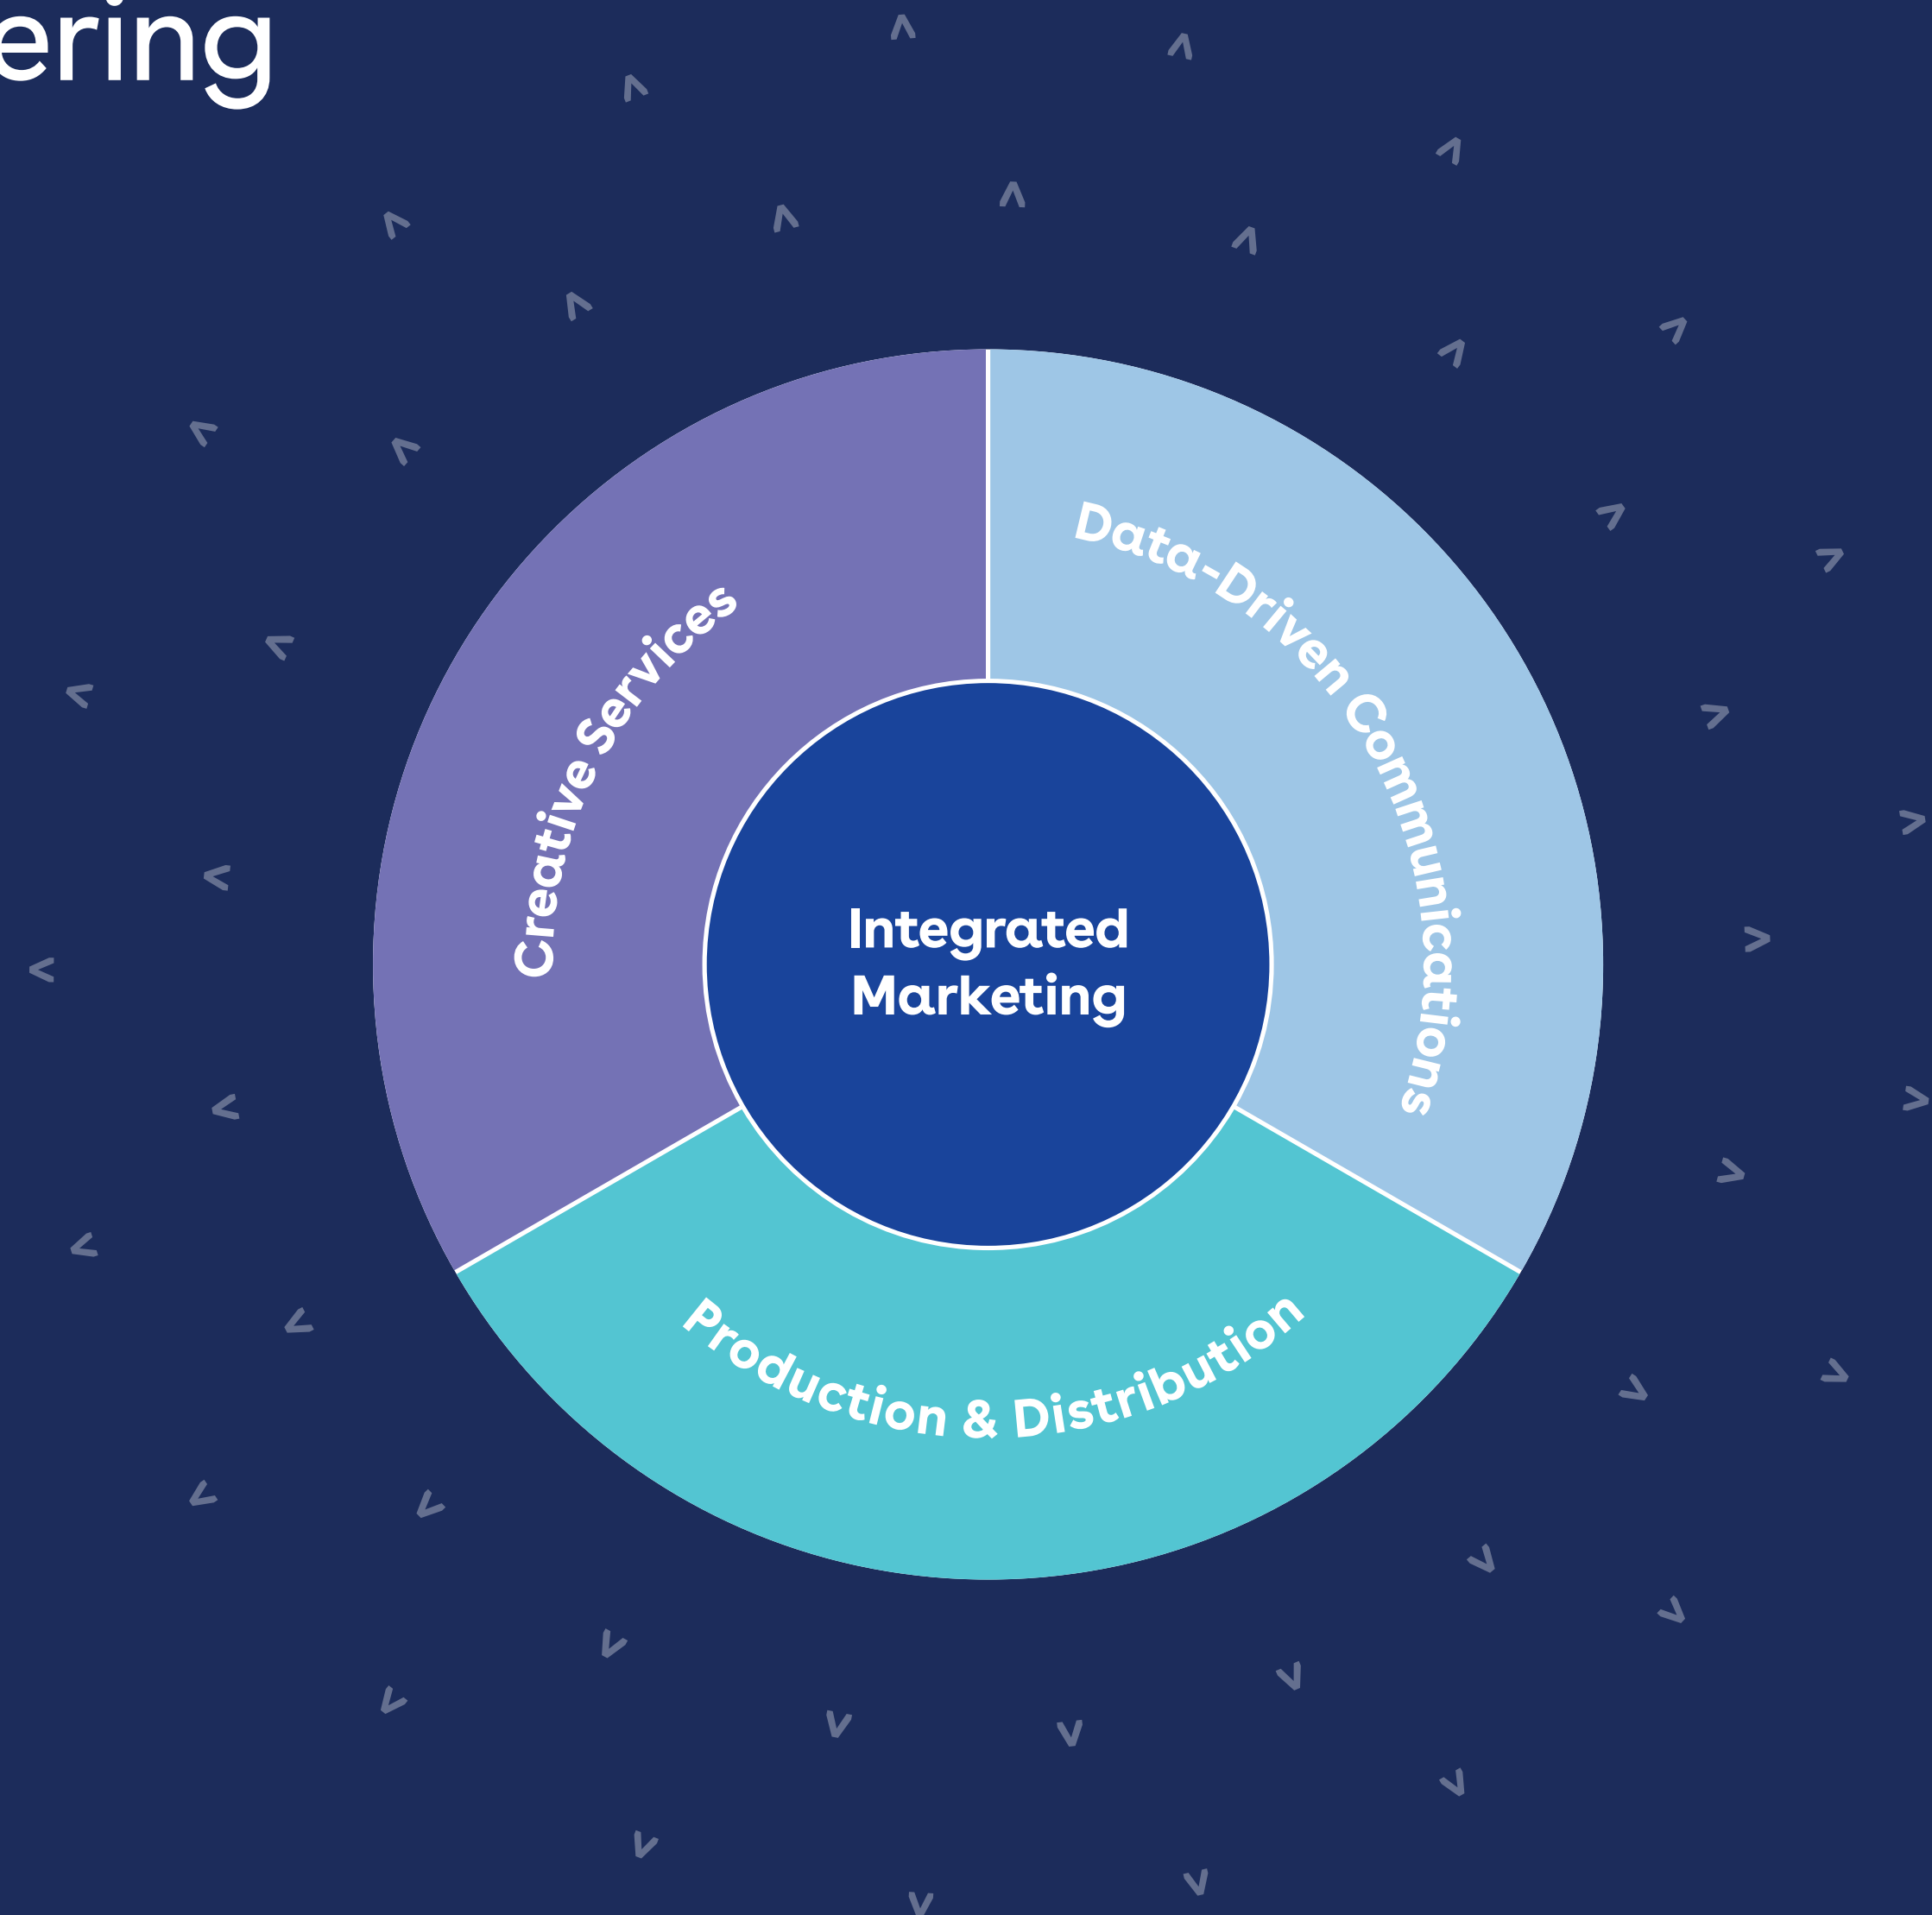 ering
Creative Services
Data-Driven Communications
Integrated
Marketing
Production & Distribution